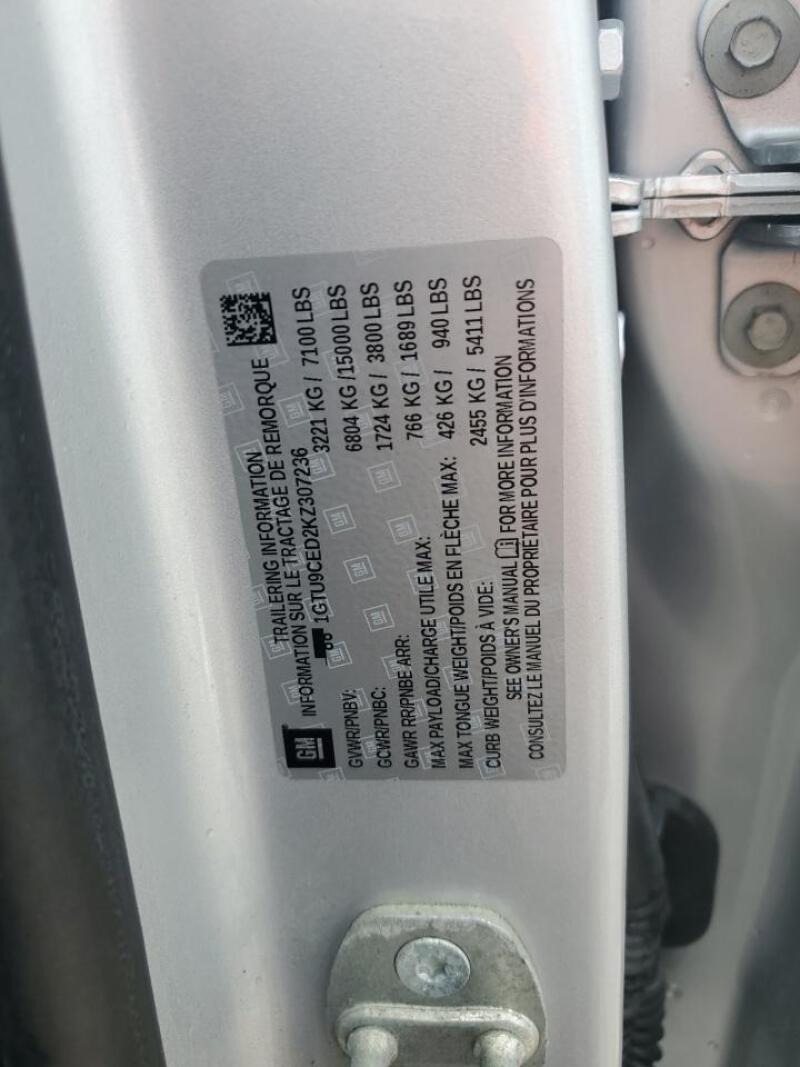 TRAILERING INFORMATION
INFORMATION SUR LE TRACTAGE DE REMORQUE
GM
1GTU9CED2KZ307236
GVWR/PNBV: 3221 KG / 7100 LBS
GCWR/PNBC: 6804 KG /15000 LBS
GAWR RR/PNBE ARR: 1724 KG / 3800 LBS
MAX PAYLOAD/CHARGE UTILE MAX: 766 KG / 1689 LBS
MAX TONGUE WEIGHT/POIDS EN FLÈCHE MAX: 426 KG / 940 LBS
CURB WEIGHT/POIDS À VIDE: 2455 KG / 5411 LBS
SEE OWNER'S MANUAL FOR MORE INFORMATION
CONSULTEZ LE MANUEL DU PROPRIÉTAIRE POUR PLUS D'INFORMATIONS